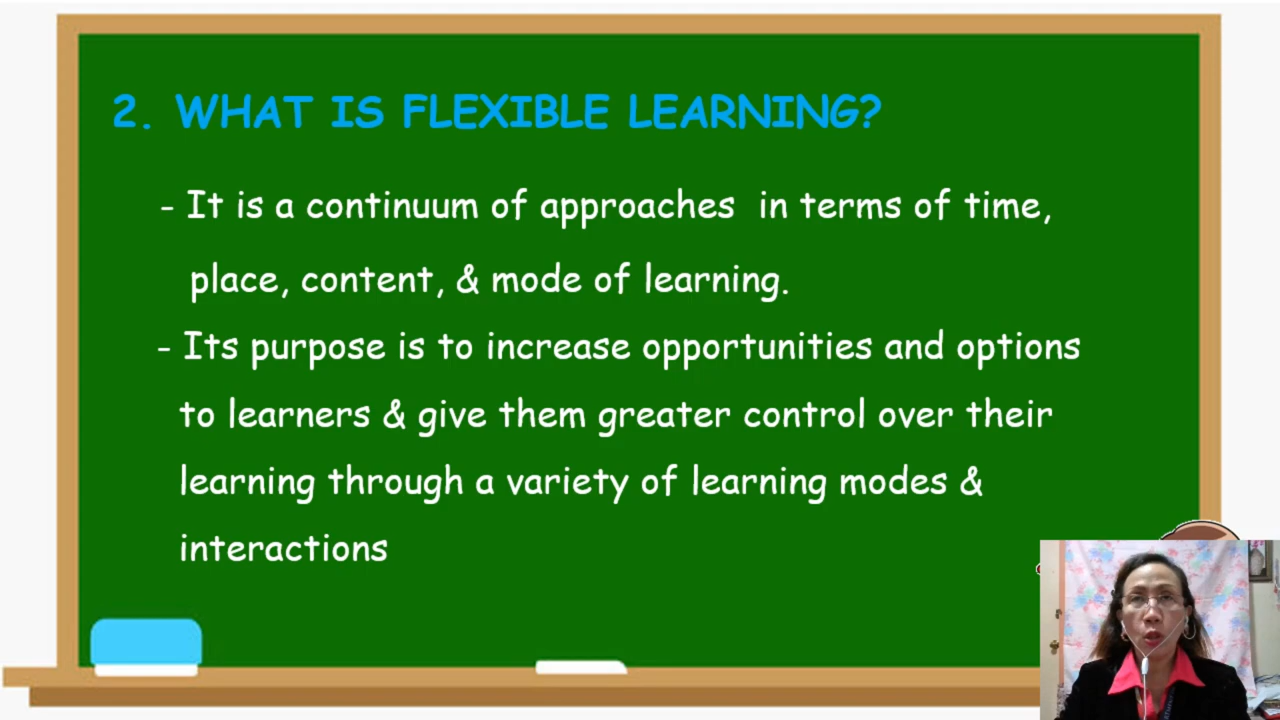 2. WHAT IS FLEXIBLE LEARNING?
- It is a continuum of approaches in terms of time,
place, content, & mode of learning.
- Its purpose is to increase opportunities and options
to learners & give them greater control over their
learning through a variety of learning modes &
interactions